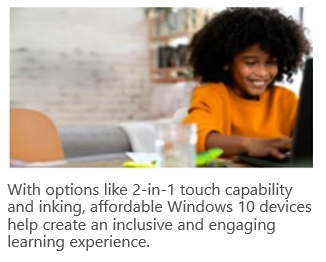 With options like 2-in-1 touch capability
and inking, affordable Windows 10 devices
help create an inclusive and engaging
learning experience.